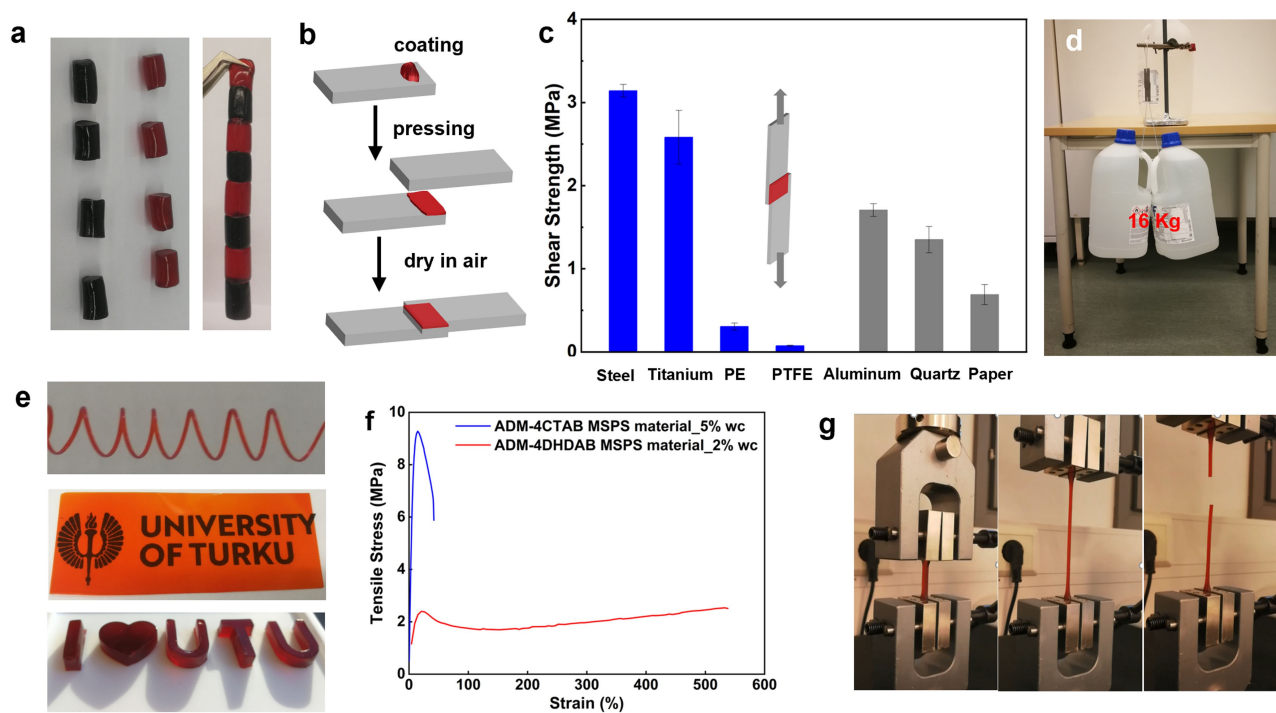 a
b
coating
pressing
dry in air
c
Shear Strength (MPa)
4
3
2
1
0
Steel
Titanium
PE
PTFE
Aluminum
Quartz
Paper
d
16 Kg
e
UNIVERSITY
OF TURKU
I U T U
f
Tensile Stress (MPa)
10
8
6
4
2
0
ADM-4CTAB MSPS material_5% wc
ADM-4DHDAB MSPS material_2% wc
0
100
200
300
400
500
600
Strain (%)
g